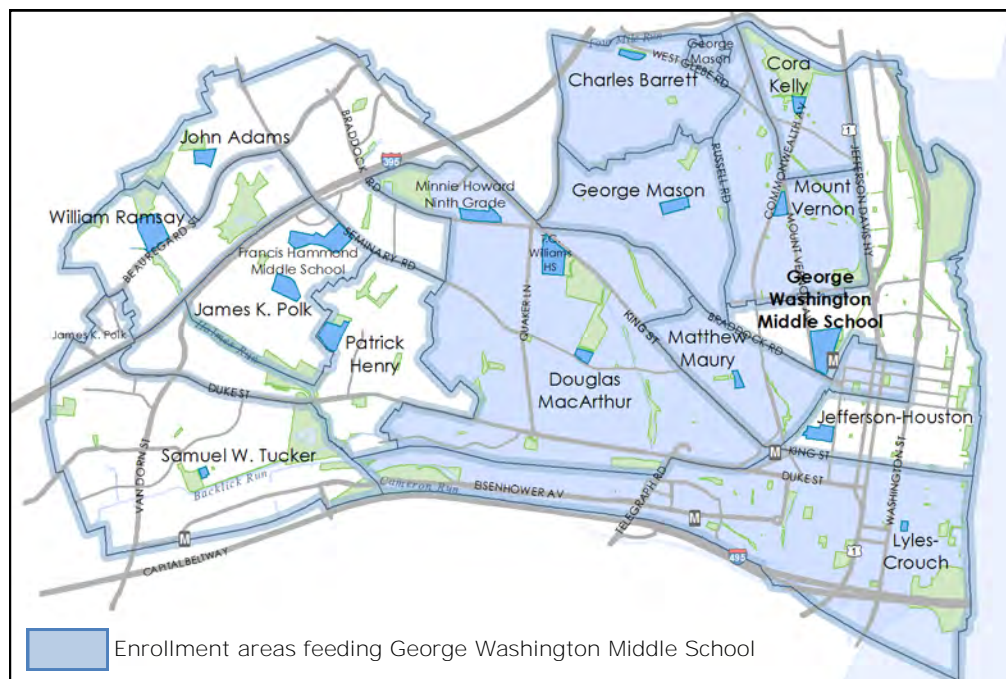 Four Mile Run
George
Mason
WEST GLEBE RD
Cora
Kelly
Charles Barrett
COMMONWEALTH AV
1
JEFFERSON DAVIS HY
John Adams
BRADDOCK RD
395
Minnie Howard
Ninth Grade
George Mason
RUSSELL RD
Mount
Vernon
MOUNT VERNON AV
William Ramsay
BEAUREGARD ST
Francis Hammond
Middle School
SEMINARY RD
T.C.
Williams
HS
George
Washington
Middle School
M
James K. Polk
James K. Polk
Holmes Run
Patrick
Henry
QUAKER LN
KING ST
BRADDOCK RD
Matthew
Maury
Douglas
MacArthur
Jefferson-Houston
DUKE ST
M
KING ST
DUKE ST
WASHINGTON ST
VAN DORN ST
Samuel W. Tucker
Backlick Run
Cameron Run
EISENHOWER AV
TELEGRAPH RD
M
M
CAPITAL BELTWAY
495
1
Lyles-
Crouch
Enrollment areas feeding George Washington Middle School